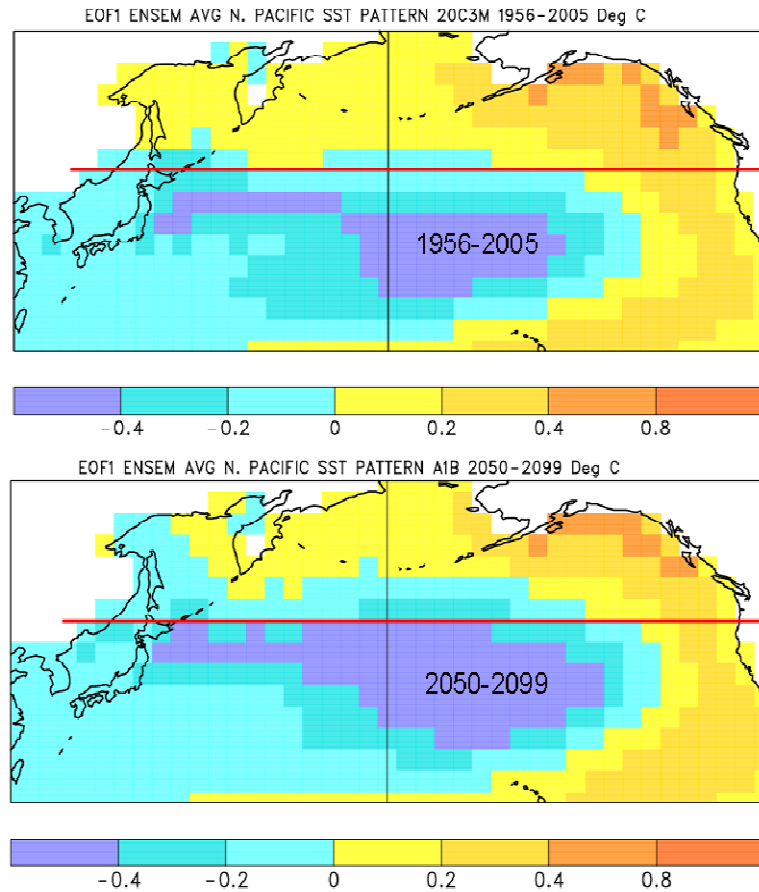 EOF1 ENSEM AVG N. PACIFIC SST PATTERN 20C3M 1956-2005 Deg C
1956-2005
-0.4 -0.2 0 0.2 0.4 0.8
EOF1 ENSEM AVG N. PACIFIC SST PATTERN A1B 2050-2099 Deg C
2050-2099
-0.4 -0.2 0 0.2 0.4 0.8